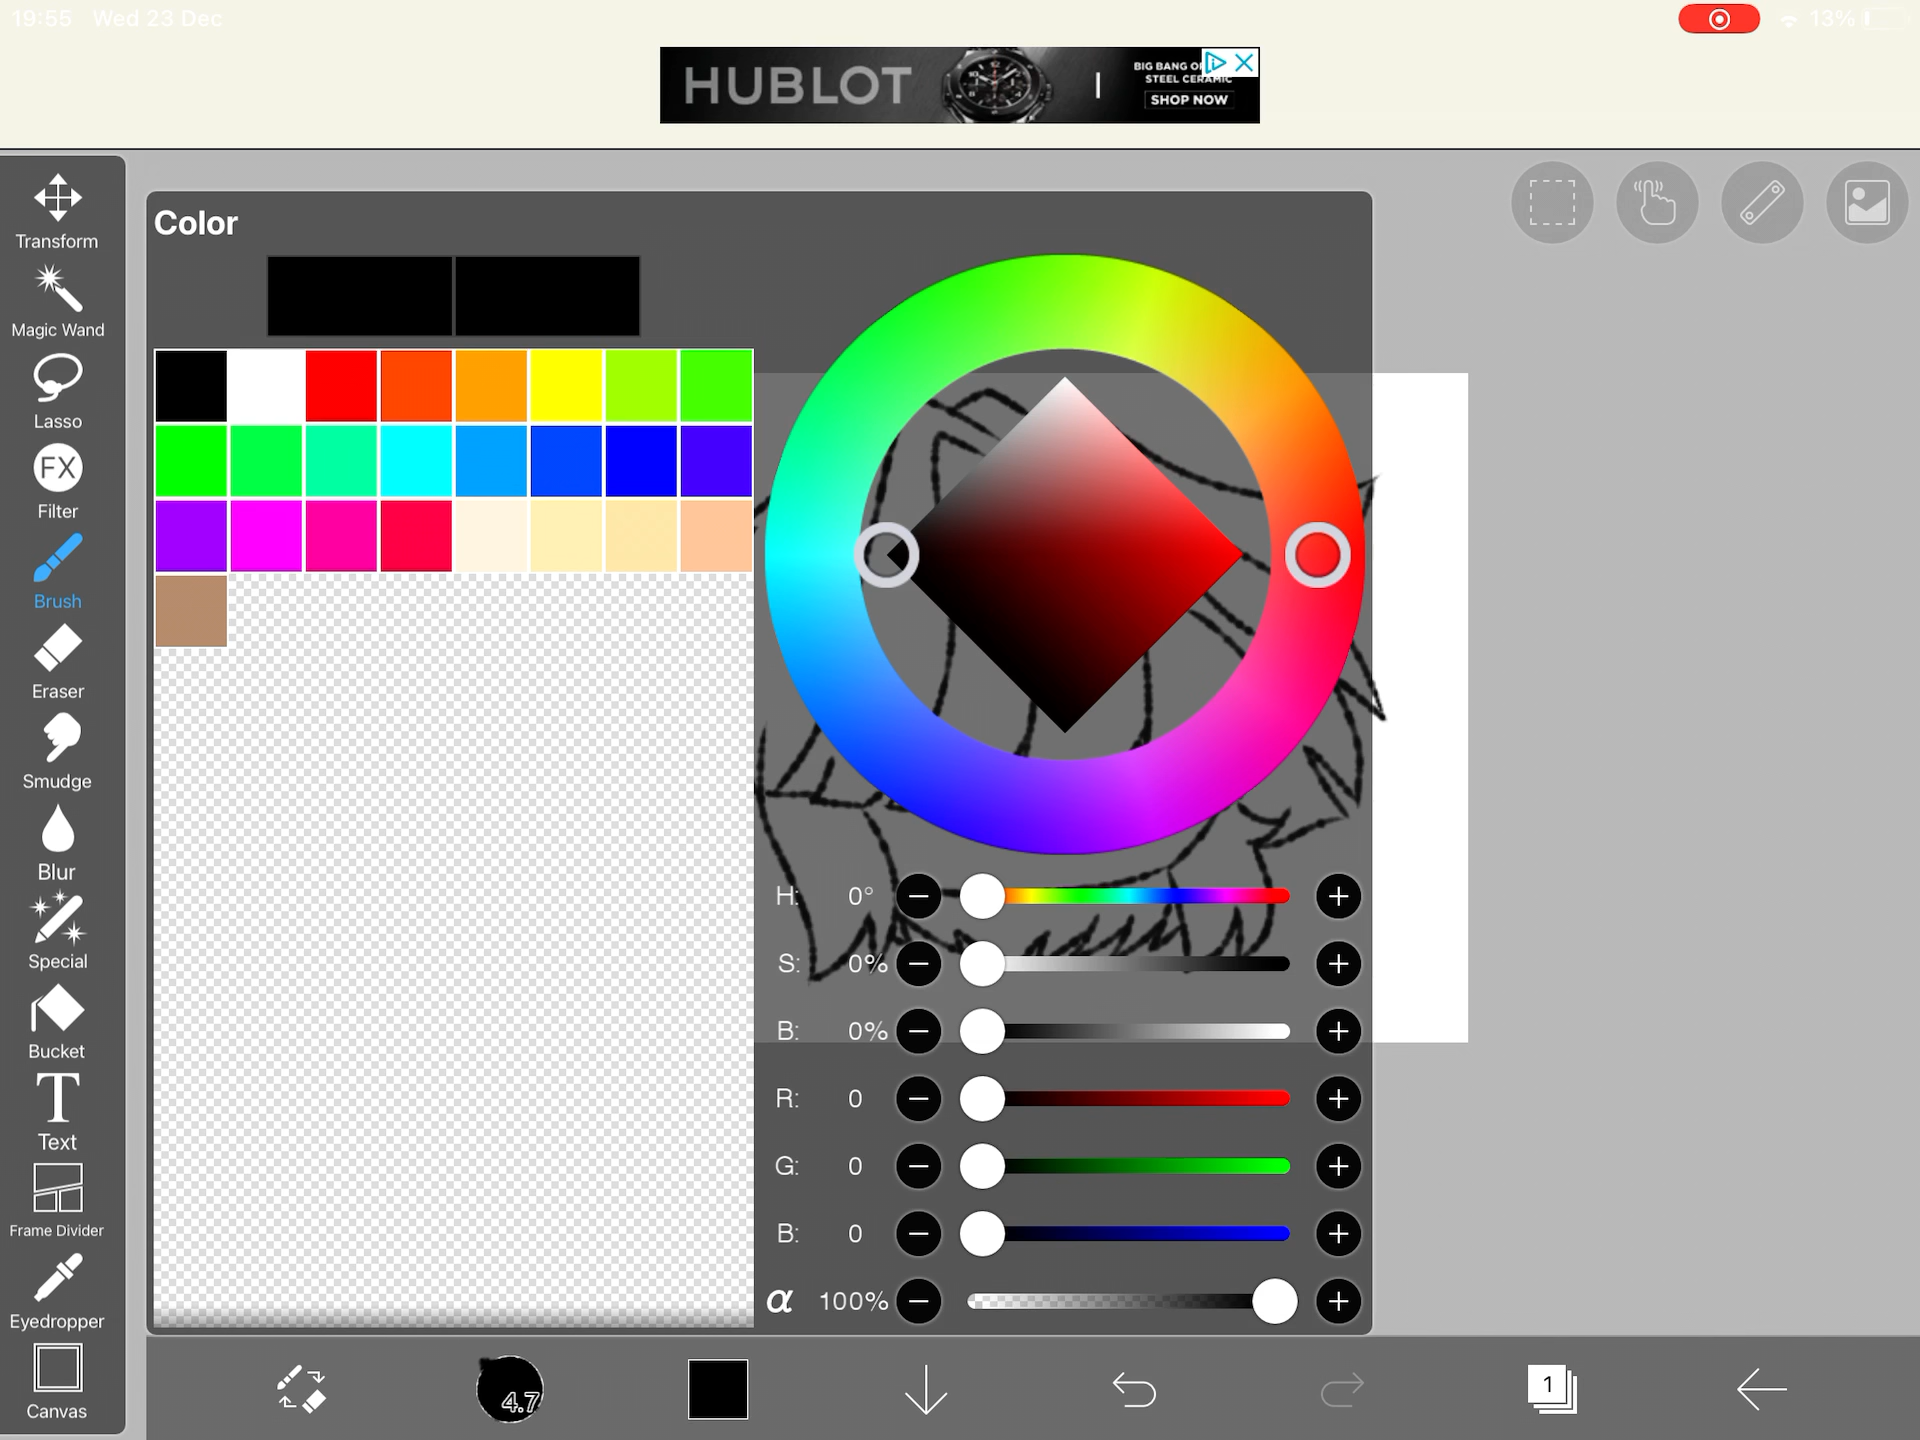 19:55 Wed 23 Dec
13%
HUBLOT
BIG BANG
STEEL CERAMIC
SHOP NOW
Transform
Magic Wand
Lasso
FX
Filter
Brush
Eraser
Smudge
Blur
Special
Bucket
T
Text
Frame Divider
Eyedropper
Canvas
Color
H: 0°
S: 0%
B: 0%
R: 0
G: 0
B: 0
α 100%
4.7
1